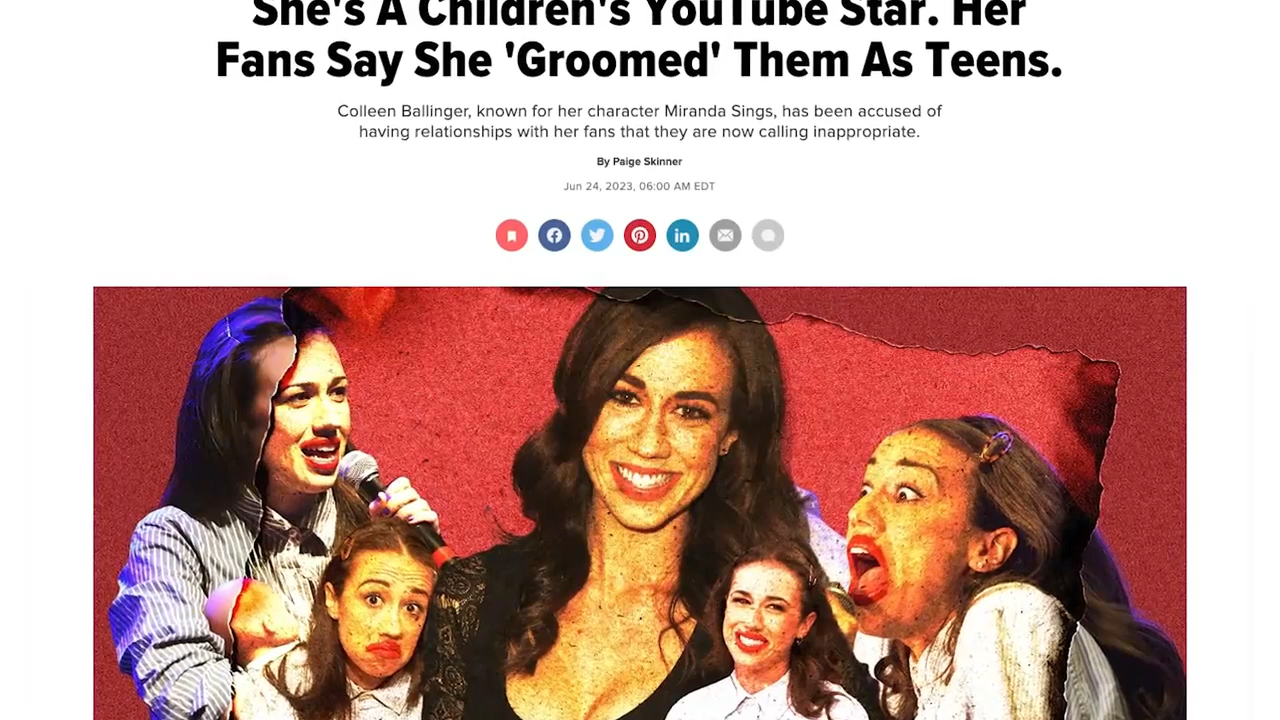 She's A Children's YouTube Star. Her
Fans Say She 'Groomed' Them As Teens.
Colleen Ballinger, known for her character Miranda Sings, has been accused of
having relationships with her fans that they are now calling inappropriate.
By Paige Skinner
Jun 24, 2023, 06:00 AM EDT